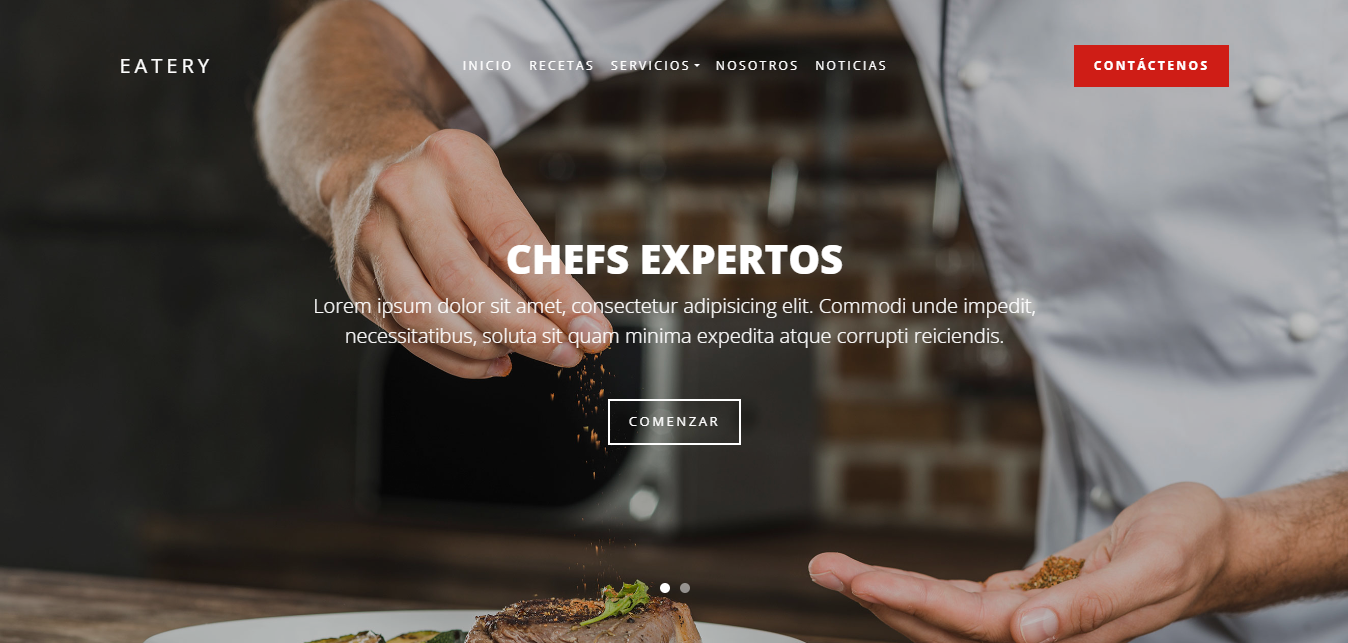 EATERY
INICIO RECETAS SERVICIOS NOSOTROS NOTICIAS
CONTÁCTENOS
CHEFS EXPERTOS
Lorem ipsum dolor sit amet, consectetur adipisicing elit. Commodi unde impedit,
necessitatibus, soluta sit quam minima expedita atque corrupti reiciendis.
COMENZAR